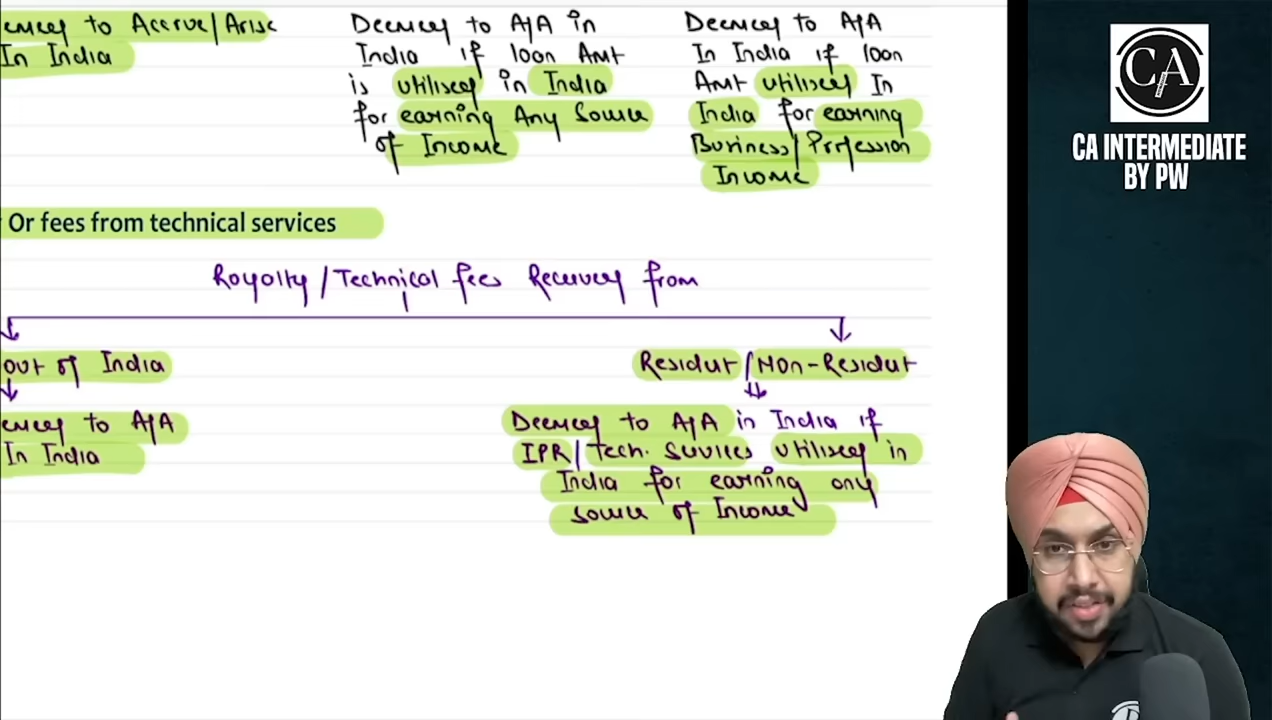 to Accrue/Arise
In India
Deemed to A/A in
India if loan Amt
is utilised in India
for earning Any Source
of Income
Deemed to A/A
In India if loan
Amt utilised In
India for earning
Business/Profession
Income
Or fees from technical services
Royalty/Technical fees Received from
out of India
to A/A
In India
Resident/Non-Resident
Deemed to A/A in India if
IPR/tech. services utilised in
India for earning any
source of Income
CA
CA INTERMEDIATE
BY PW